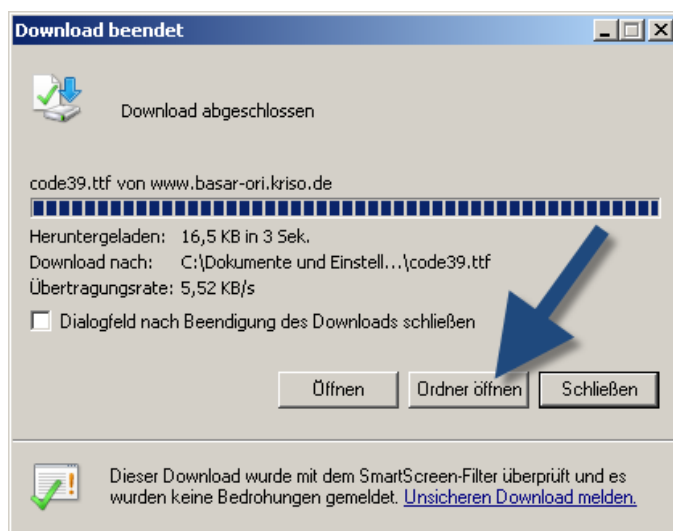 Download beendet
Download abgeschlossen
code39.ttf von www.basar-ori.kriso.de
Heruntergeladen: 16,5 KB in 3 Sek.
Download nach: C:\Dokumente und Einstell...\code39.ttf
Übertragungsrate: 5,52 KB/s
Dialogfeld nach Beendigung des Downloads schließen
Öffnen Ordner öffnen Schließen
Dieser Download wurde mit dem SmartScreen-Filter überprüft und es
wurden keine Bedrohungen gemeldet. Unsicheren Download melden.